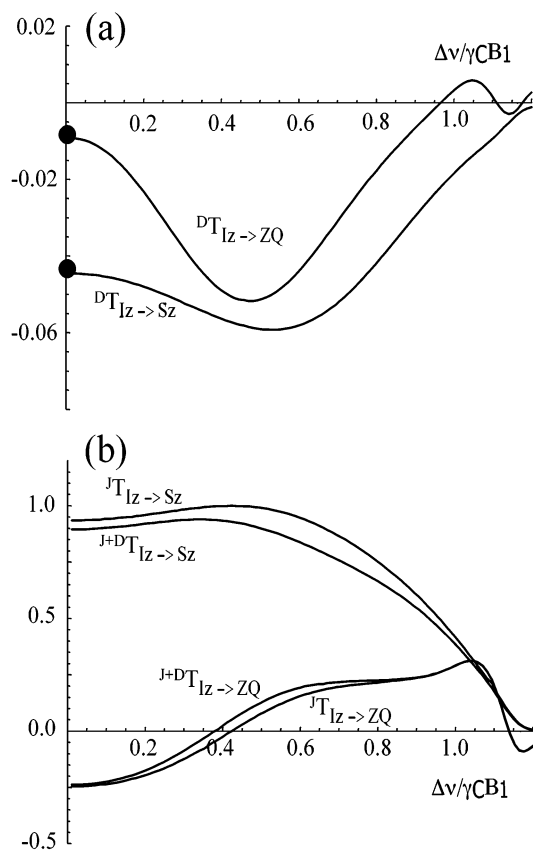 0.02
(a)
Δν/γCB1
0.2 0.4 0.6 0.8 1.0
-0.02
DTIz->ZQ
DTIz->Sz
-0.06
(b)
1.0
JTIz->Sz
J+DTIz->Sz
0.5
J+DTIz->ZQ
JTIz->ZQ
0.0
0.2 0.4 0.6 0.8 1.0
Δν/γCB1
-0.5